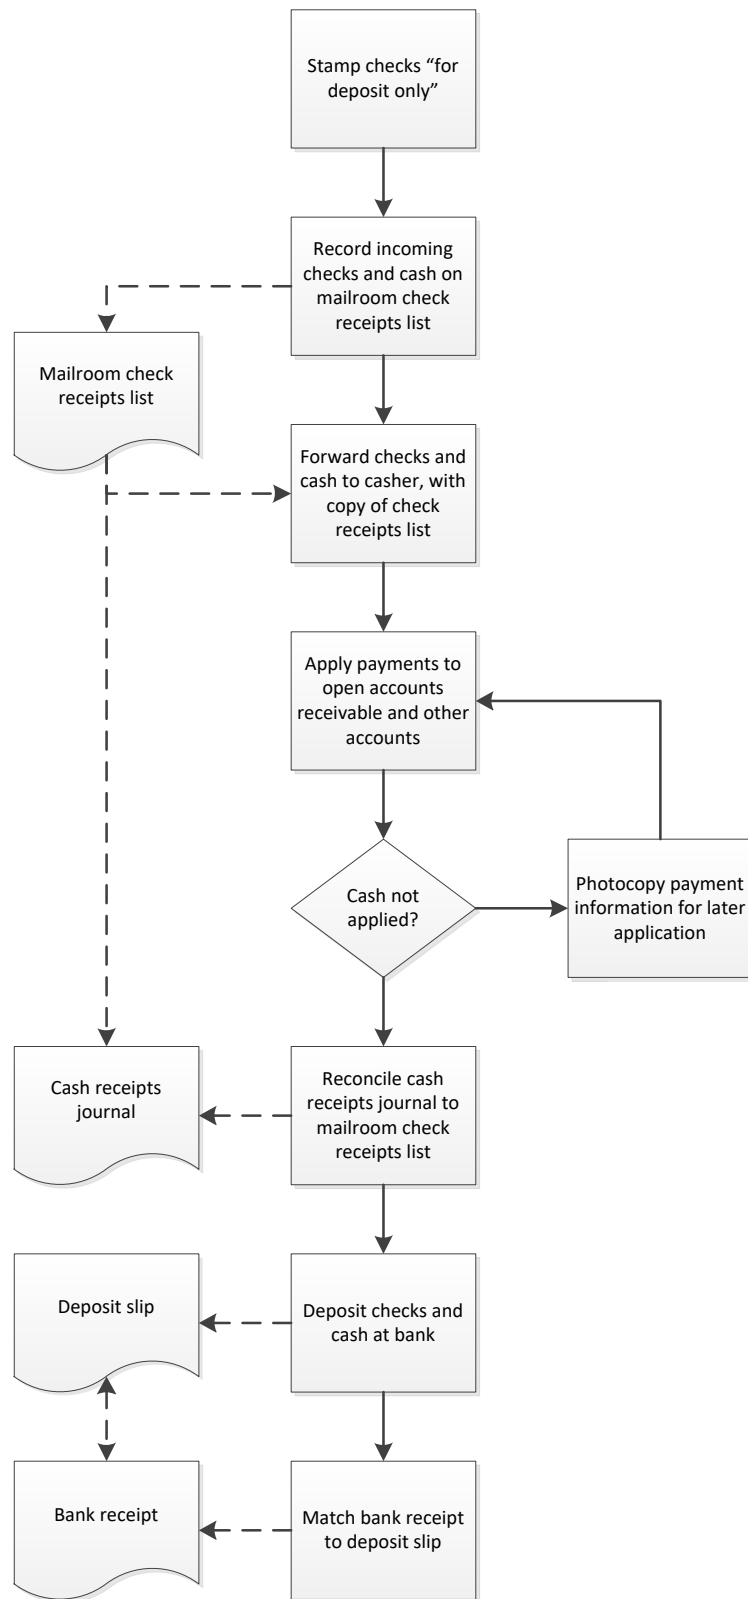 Stamp checks “for
deposit only”
Record incoming
checks and cash on
mailroom check
receipts list
Mailroom check
receipts list
Forward checks and
cash to casher, with
copy of check
receipts list
Apply payments to
open accounts
receivable and other
accounts
Cash not
applied?
Photocopy payment
information for later
application
Cash receipts
journal
Reconcile cash
receipts journal to
mailroom check
receipts list
Deposit slip
Deposit checks and
cash at bank
Bank receipt
Match bank receipt
to deposit slip